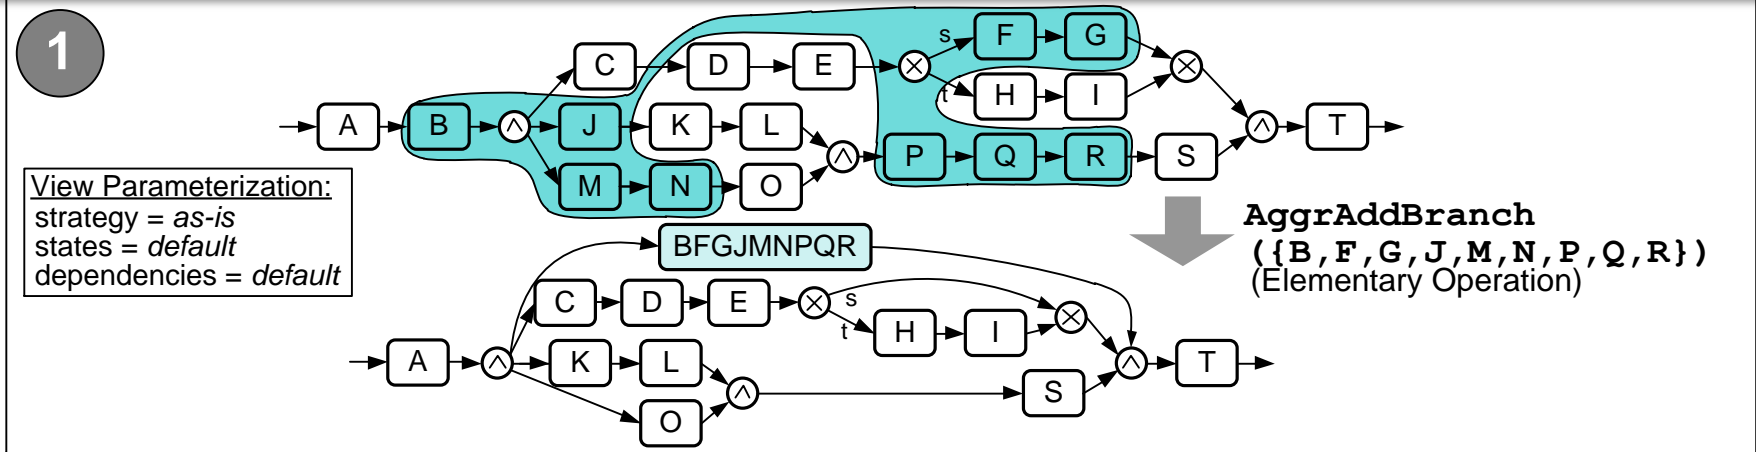 1
s
F
G
C
D
E
t
H
I
A
B
J
K
L
T
P
Q
R
S
M
N
O
View Parameterization:
strategy = as-is
states = default
dependencies = default
AggrAddBranch
({B,F,G,J,M,N,P,Q,R})
(Elementary Operation)
BFGJMNPQR
C
D
E
s
t
H
I
A
K
L
T
S
O